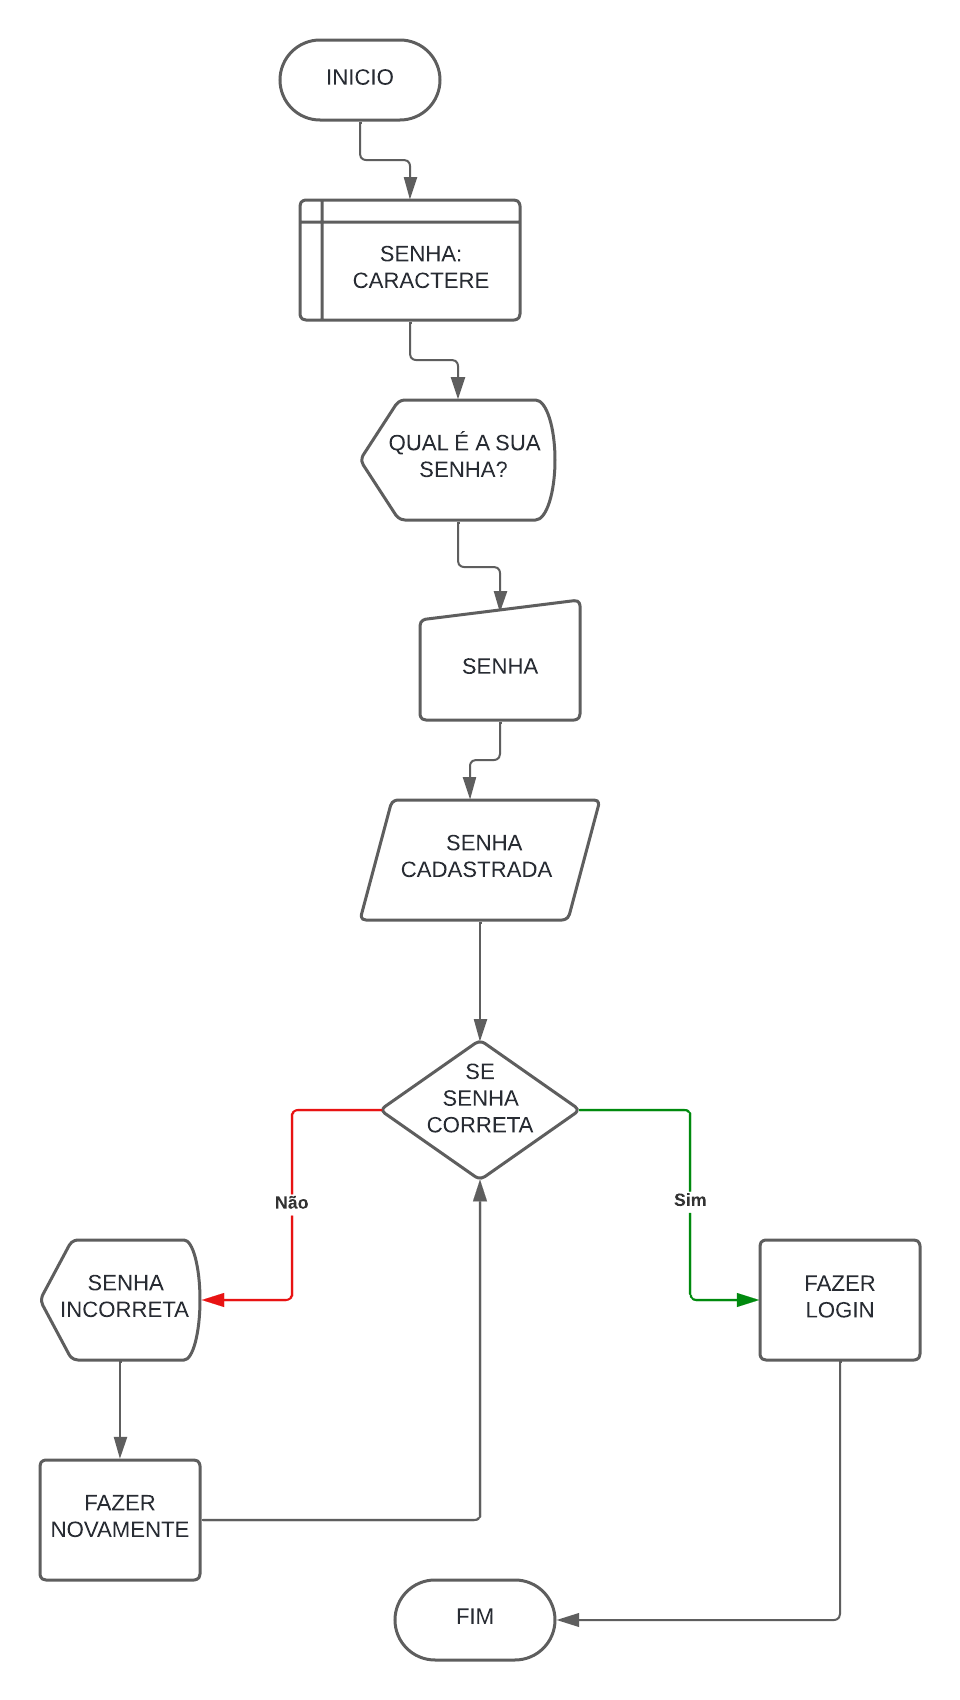 INICIO
SENHA:
CARACTERE
QUAL É A SUA
SENHA?
SENHA
SENHA
CADASTRADA
SE
SENHA
CORRETA
Não
Sim
SENHA
INCORRETA
FAZER
LOGIN
FAZER
NOVAMENTE
FIM